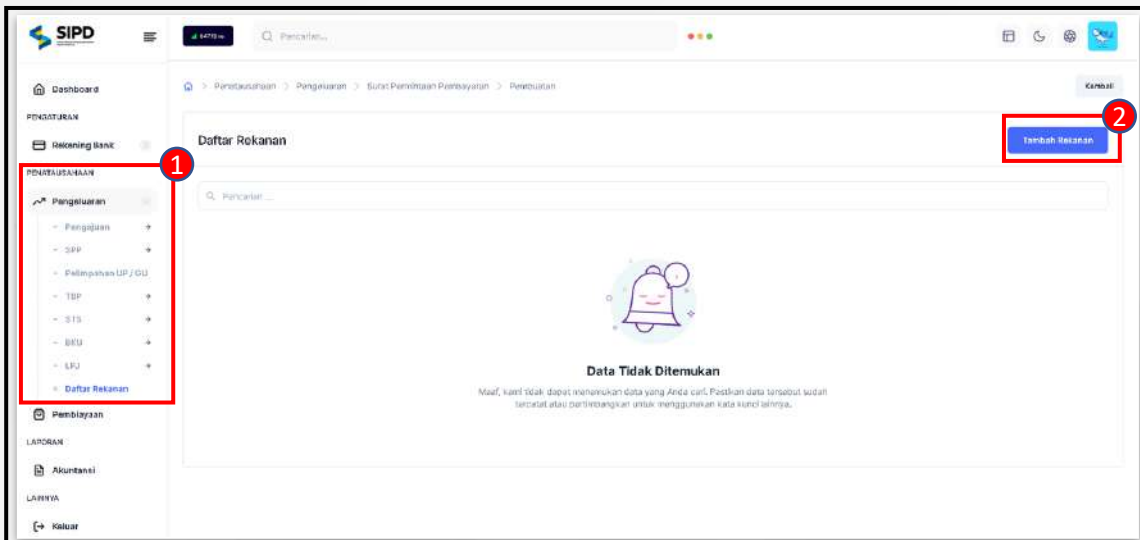 SIPD
Pencarian...
Dashboard
> Penatausahaan > Pengeluaran > Surat Permintaan Pembayaran > Pembuatan
Kembali
PENGATURAN
Rekening Bank
Daftar Rekanan
2
Tambah Rekanan
1
PENATAUSAHAAN
Pengeluaran
Pencarian ...
- Pengajuan →
- SPP →
- Pelimpahan UP / GU
- TBP →
- STS →
- BKU →
- LPJ →
Daftar Rekanan
Data Tidak Ditemukan
Maaf, kami tidak dapat menemukan data yang Anda cari. Pastikan data tersebut sudah
tercatat atau pertimbangkan untuk menggunakan kata kunci lainnya.
Pembiayaan
LAPORAN
Akuntansi
LAINNYA
Keluar